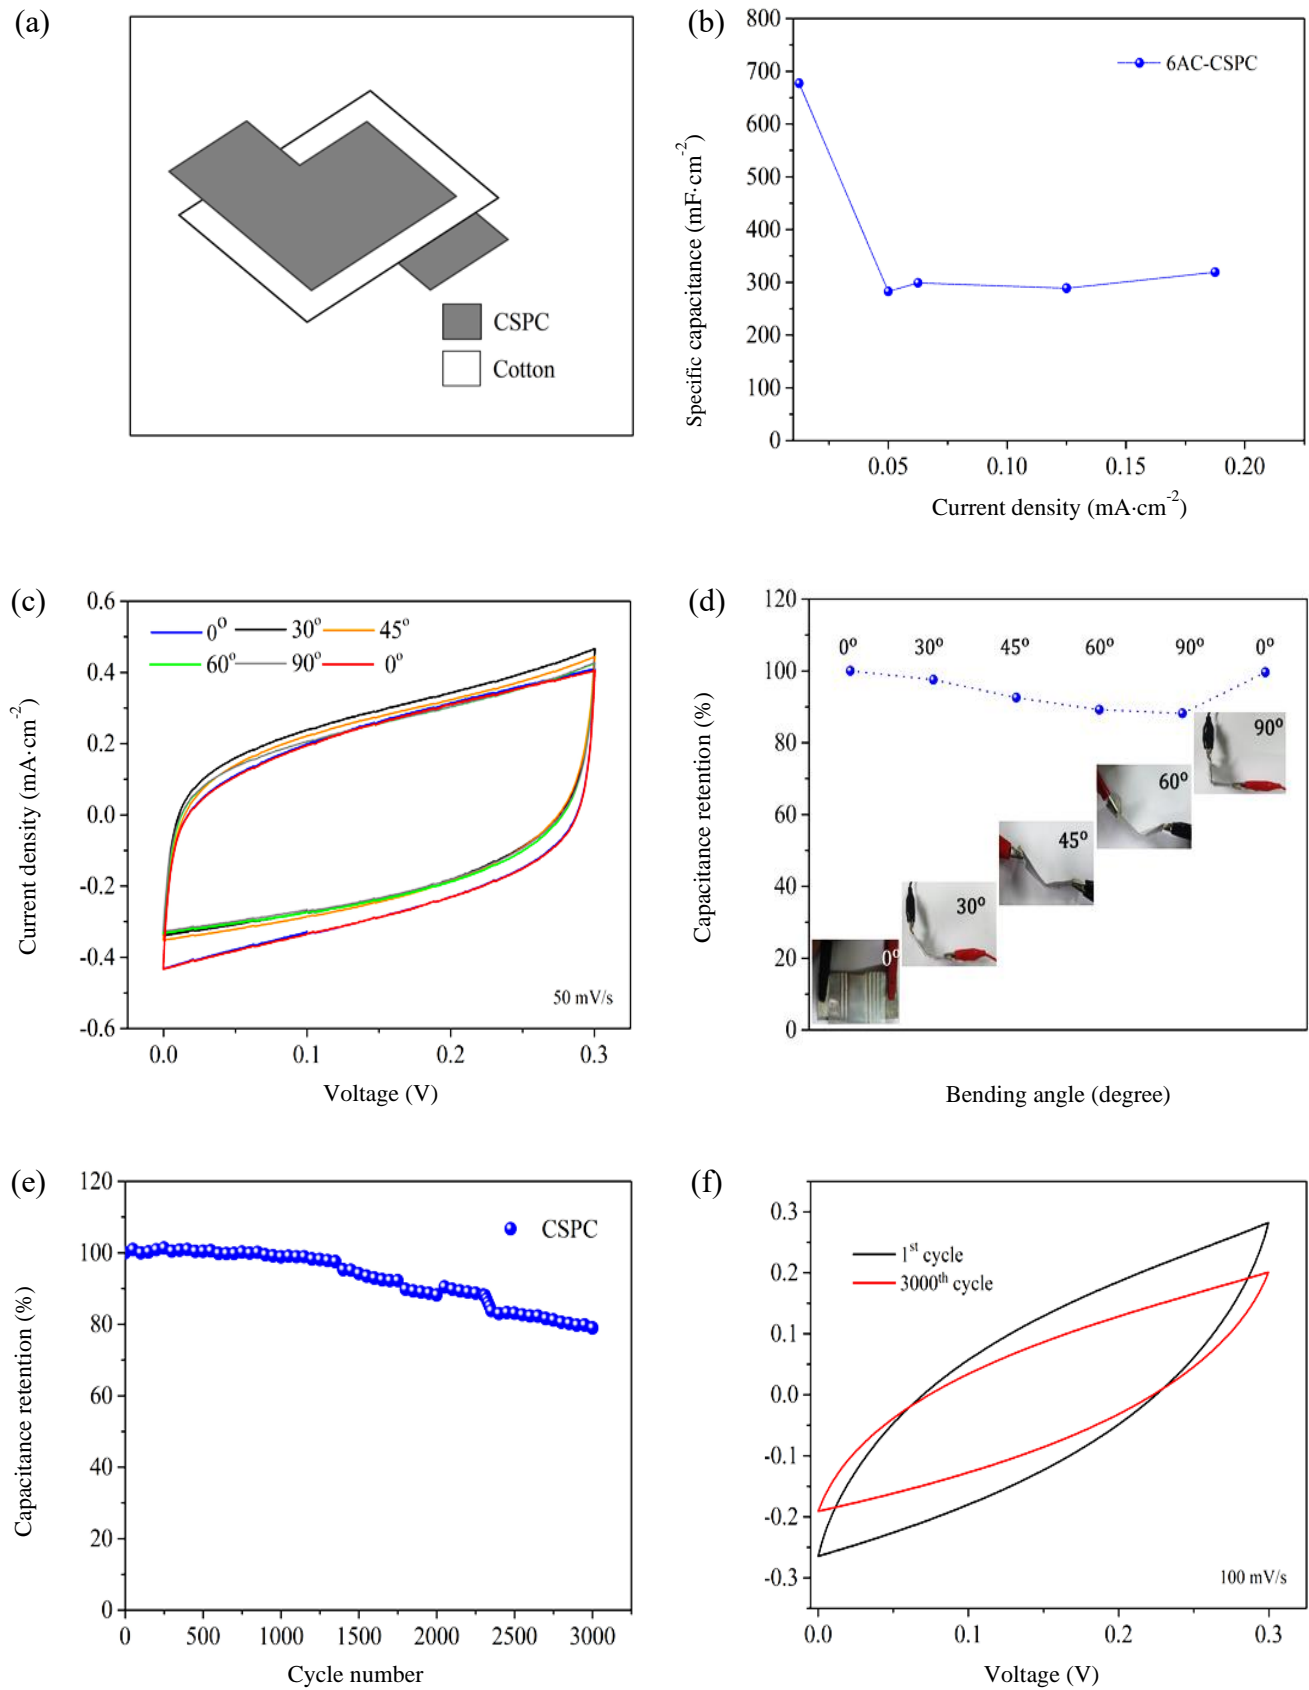 (a)
CSPC
Cotton
(b)
800
700
600
500
400
300
200
100
0
6AC-CSPC
0.05 0.10 0.15 0.20
Specific capacitance (mF·cm-2)
Current density (mA·cm-2)
(c)
0.6
0.4
0.2
0.0
-0.2
-0.4
-0.6
0° 30° 45°
60° 90° 0°
50 mV/s
0.0 0.1 0.2 0.3
Current density (mA·cm-2)
Voltage (V)
(d)
120
100
80
60
40
20
0
0° 30° 45° 60° 90° 0°
90°
60°
45°
30°
0°
Capacitance retention (%)
Bending angle (degree)
(e)
120
100
80
60
40
20
0
CSPC
0 500 1000 1500 2000 2500 3000
Capacitance retention (%)
Cycle number
(f)
0.3
0.2
0.1
0.0
-0.1
-0.2
-0.3
1st cycle
3000th cycle
100 mV/s
0.0 0.1 0.2 0.3
Voltage (V)